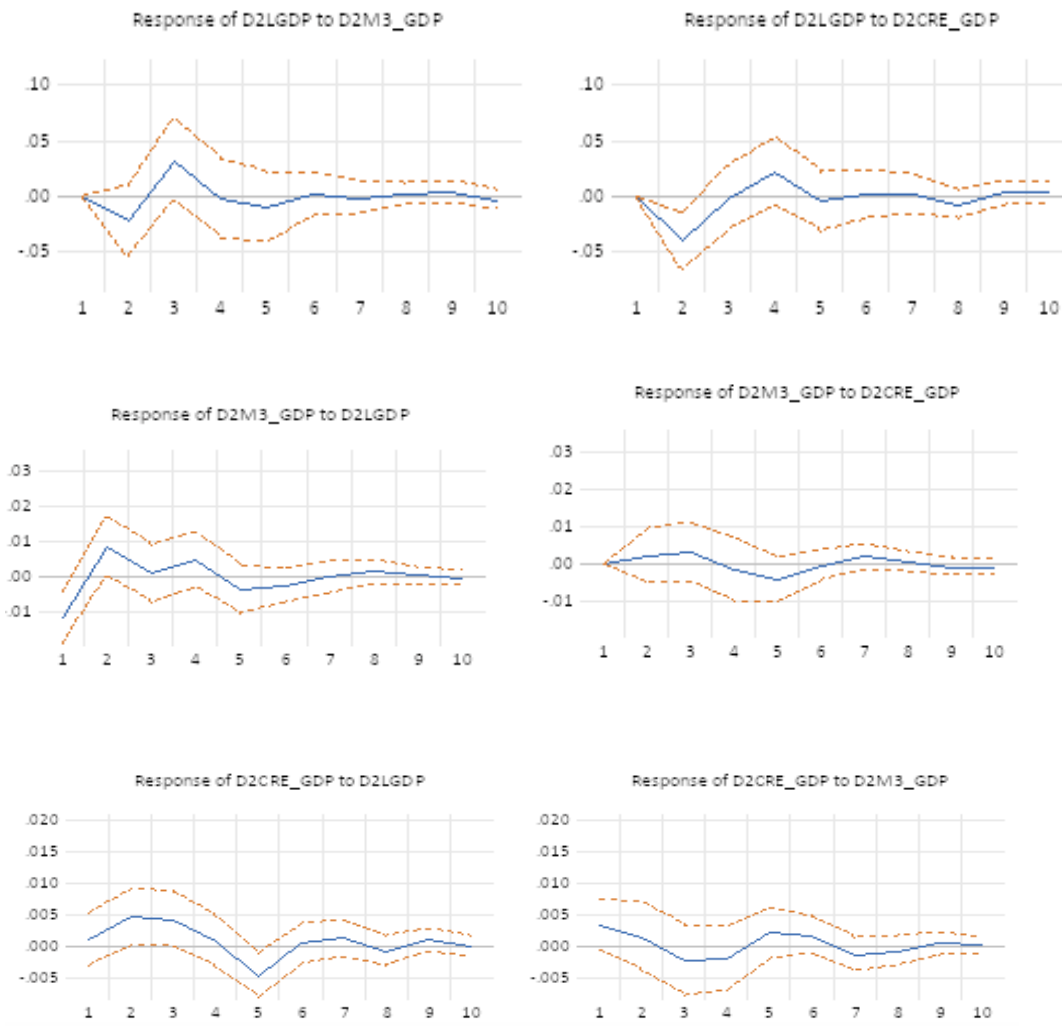 Response of D2LGDP to D2M3_GDP
.10
.05
.00
-.05
1 2 3 4 5 6 7 8 9 10
Response of D2LGDP to D2CRE_GDP
.10
.05
.00
-.05
1 2 3 4 5 6 7 8 9 10
Response of D2M3_GDP to D2LGDP
.03
.02
.01
.00
.01
1 2 3 4 5 6 7 8 9 10
Response of D2M3_GDP to D2CRE_GDP
.03
.02
.01
.00
-.01
1 2 3 4 5 6 7 8 9 10
Response of D2CRE_GDP to D2LGDP
.020
.015
.010
.005
.000
-.005
1 2 3 4 5 6 7 8 9 10
Response of D2CRE_GDP to D2M3_GDP
.020
.015
.010
.005
.000
-.005
1 2 3 4 5 6 7 8 9 10